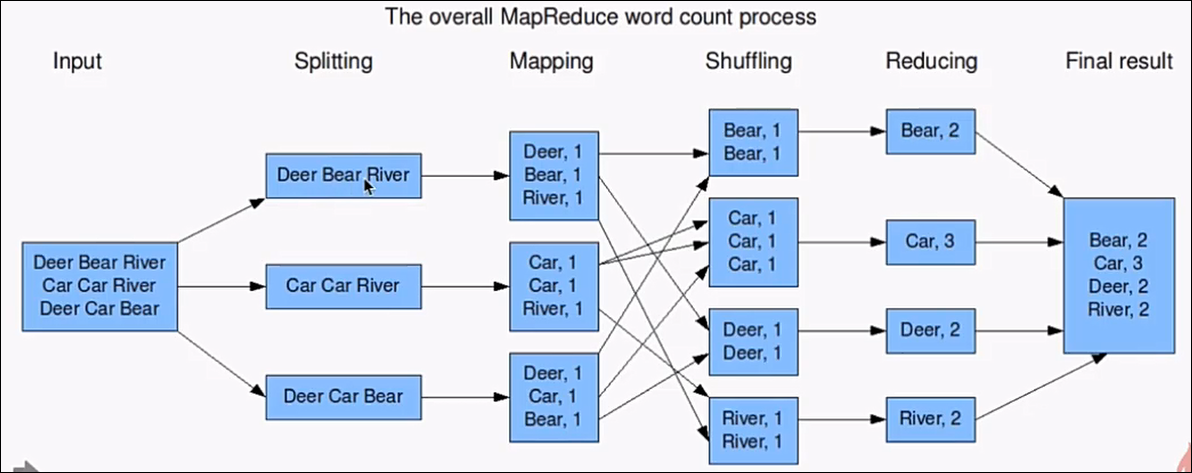 The overall MapReduce word count process
Input
Splitting
Mapping
Shuffling
Reducing
Final result
Deer Bear River
Car Car River
Deer Car Bear
Deer Bear River
Car Car River
Deer Car Bear
Deer, 1
Bear, 1
River, 1
Car, 1
Car, 1
River, 1
Deer, 1
Car, 1
Bear, 1
Bear, 1
Bear, 1
Car, 1
Car, 1
Car, 1
Deer, 1
Deer, 1
River, 1
River, 1
Bear, 2
Car, 3
Deer, 2
River, 2
Bear, 2
Car, 3
Deer, 2
River, 2